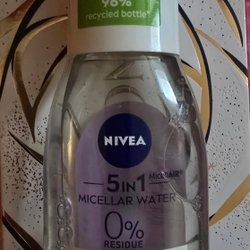 98%
recycled bottle*
NIVEA
MicellAIR®
5 IN 1
MICELLAR WATER
0%
RESIDUE